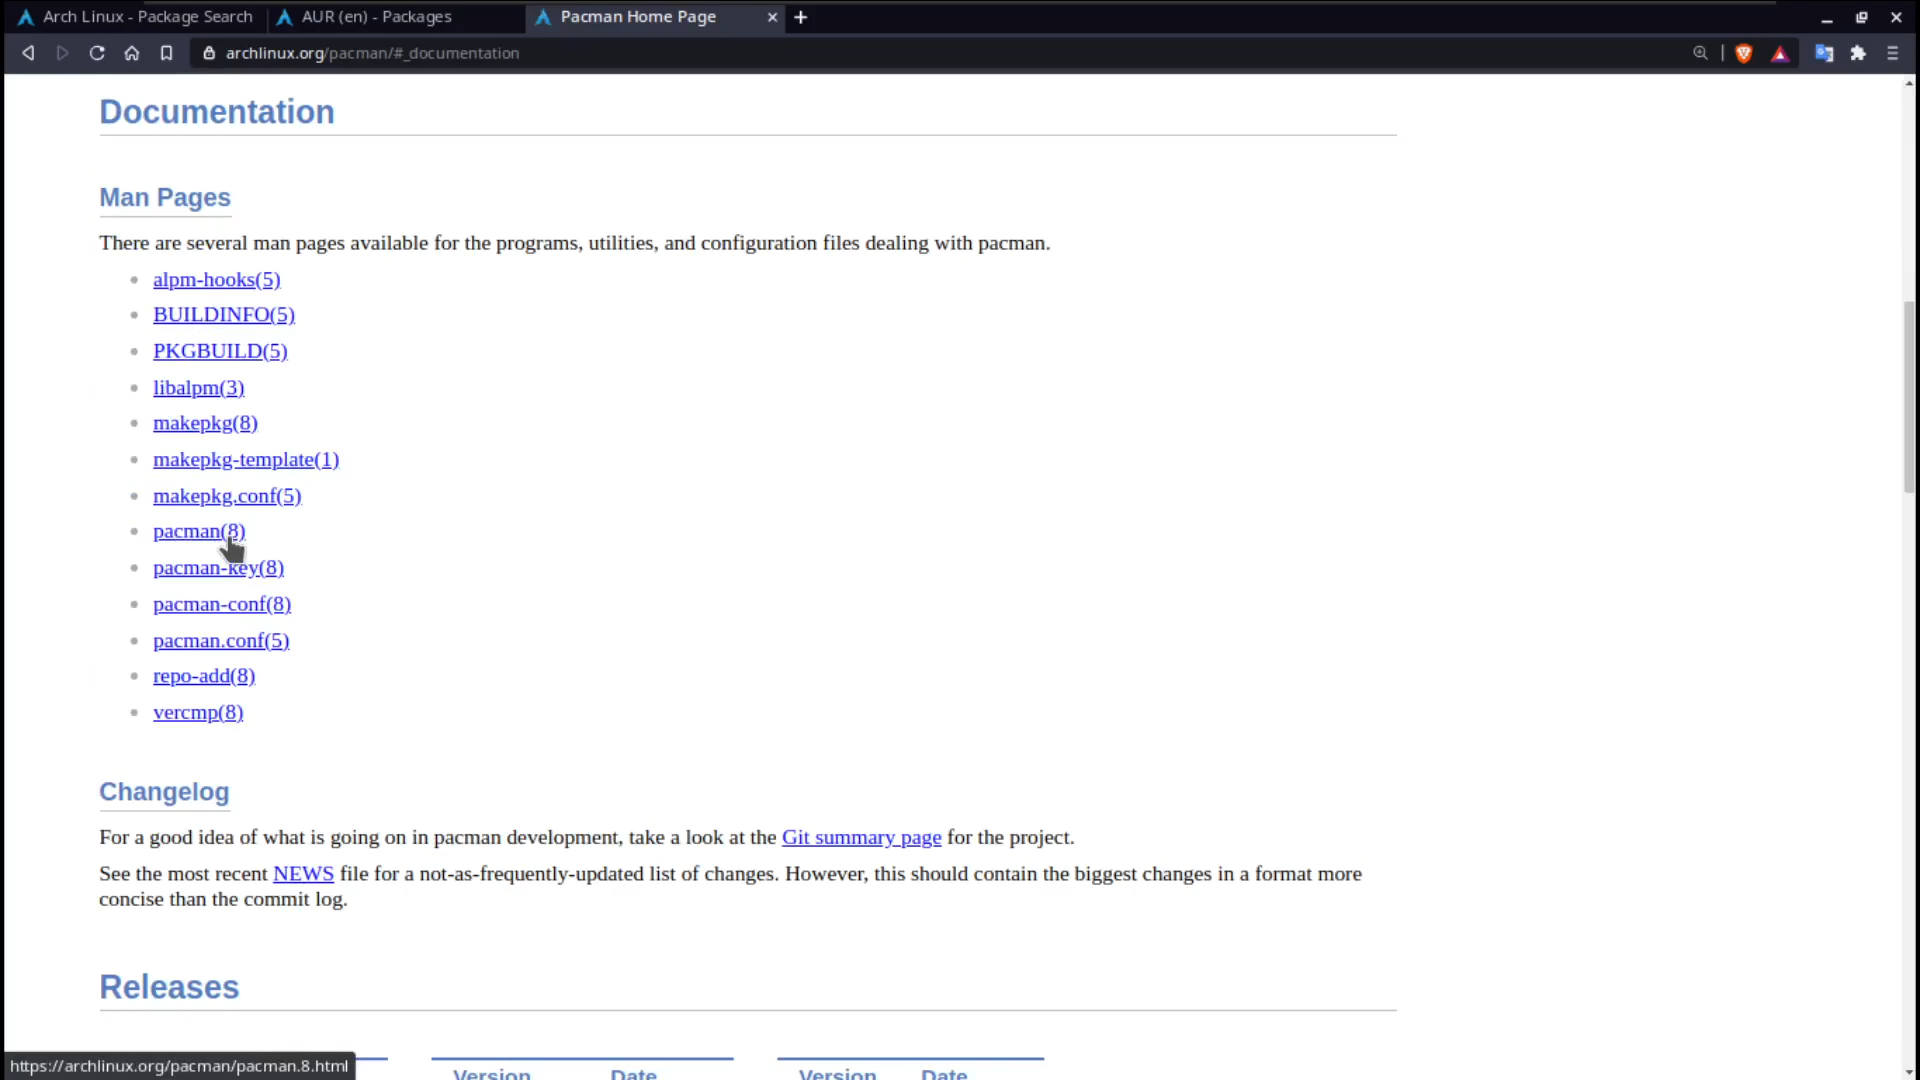 Arch Linux - Package Search
AUR (en) - Packages
Pacman Home Page
archlinux.org/pacman/#_documentation
Documentation
Man Pages
There are several man pages available for the programs, utilities, and configuration files dealing with pacman.
alpm-hooks(5)
BUILDINFO(5)
PKGBUILD(5)
libalpm(3)
makepkg(8)
makepkg-template(1)
makepkg.conf(5)
pacman(8)
pacman-key(8)
pacman-conf(8)
pacman.conf(5)
repo-add(8)
vercmp(8)
Changelog
For a good idea of what is going on in pacman development, take a look at the Git summary page for the project.
See the most recent NEWS file for a not-as-frequently-updated list of changes. However, this should contain the biggest changes in a format more
concise than the commit log.
Releases
https://archlinux.org/pacman/pacman.8.html
Version Date Version Date